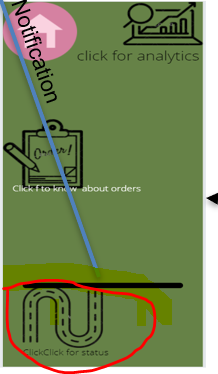 Notification
click for analytics
Order!
Click f to know about orders
ClickClick for status